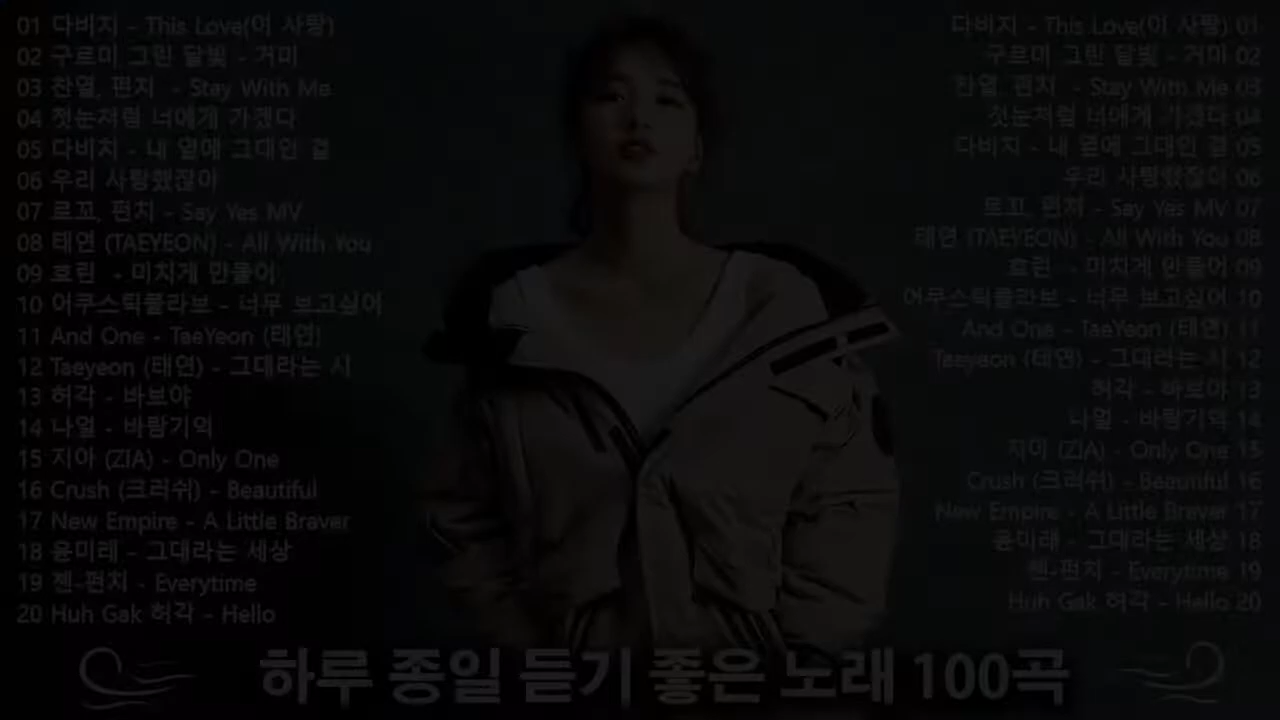 01 다비치 - This Love(이 사랑)
02 구르미 그린 달빛 - 거미
03 찬열, 펀치 - Stay With Me
04 첫눈처럼 너에게 가겠다
05 다비치 - 내 옆에 그대인 걸
06 우리 사랑했잖아
07 로꼬, 펀치 - Say Yes MV
08 태연 (TAEYEON) - All With You
09 효린 - 미치게 만들어
10 어쿠스틱콜라보 - 너무 보고싶어
11 And One - TaeYeon (태연)
12 Taeyeon (태연) - 그대라는 시
13 허각 - 바보야
14 나얼 - 바람기억
15 지아 (ZIA) - Only One
16 Crush (크러쉬) - Beautiful
17 New Empire - A Little Braver
18 윤미래 - 그대라는 세상
19 첸-펀치 - Everytime
20 Huh Gak 허각 - Hello
다비치 - This Love(이 사랑) 01
구르미 그린 달빛 - 거미 02
찬열, 펀치 - Stay With Me 03
첫눈처럼 너에게 가겠다 04
다비치 - 내 옆에 그대인 걸 05
우리 사랑했잖아 06
로꼬, 펀치 - Say Yes MV 07
태연 (TAEYEON) - All With You 08
효린 - 미치게 만들어 09
어쿠스틱콜라보 - 너무 보고싶어 10
And One - TaeYeon (태연) 11
Taeyeon (태연) - 그대라는 시 12
허각 - 바보야 13
나얼 - 바람기억 14
지아 (ZIA) - Only One 15
Crush (크러쉬) - Beautiful 16
New Empire - A Little Braver 17
윤미래 - 그대라는 세상 18
첸-펀치 - Everytime 19
Huh Gak 허각 - Hello 20
하루 종일 듣기 좋은 노래 100곡